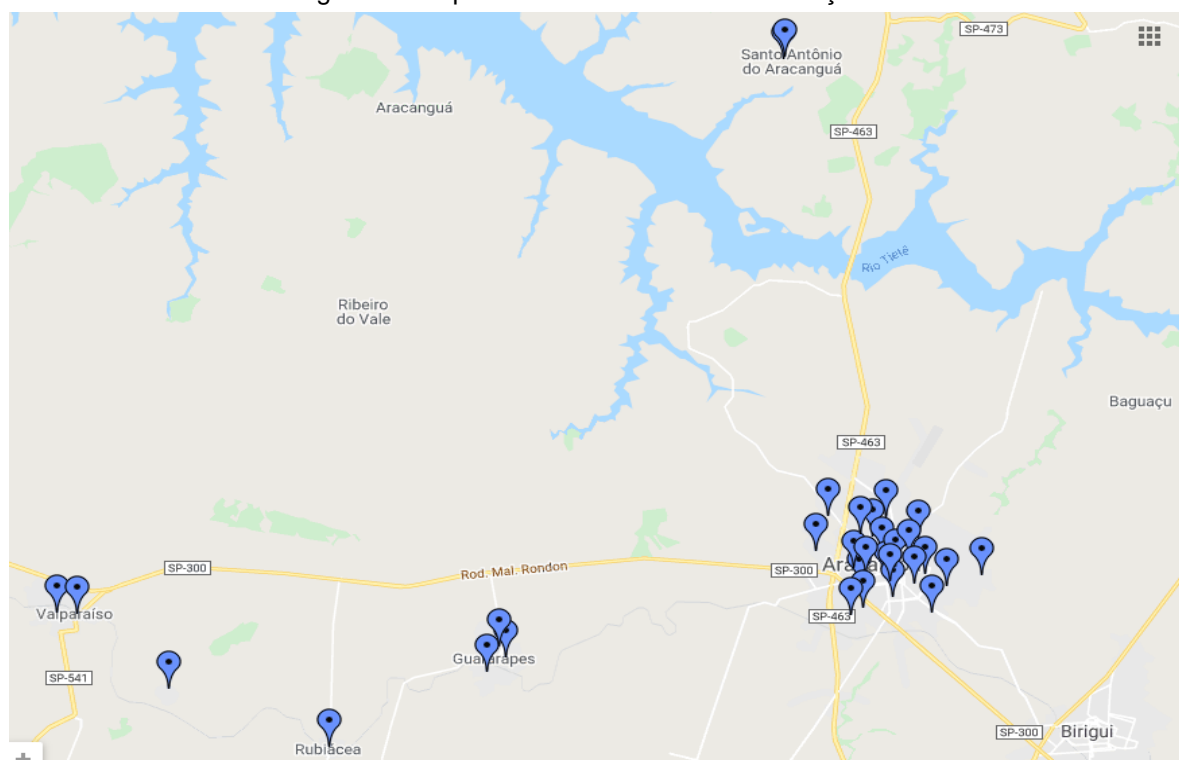 SP-473
Santo Antônio
do Aracanguá
Aracanguá
SP-463
Rio Tietê
Ribeiro
do Vale
Baguaçu
SP-463
SP-300
Rod. Mal. Rondon
SP-300
Valparaíso
SP-463
Guararapes
SP-541
Rubiácea
SP-300
Birigui